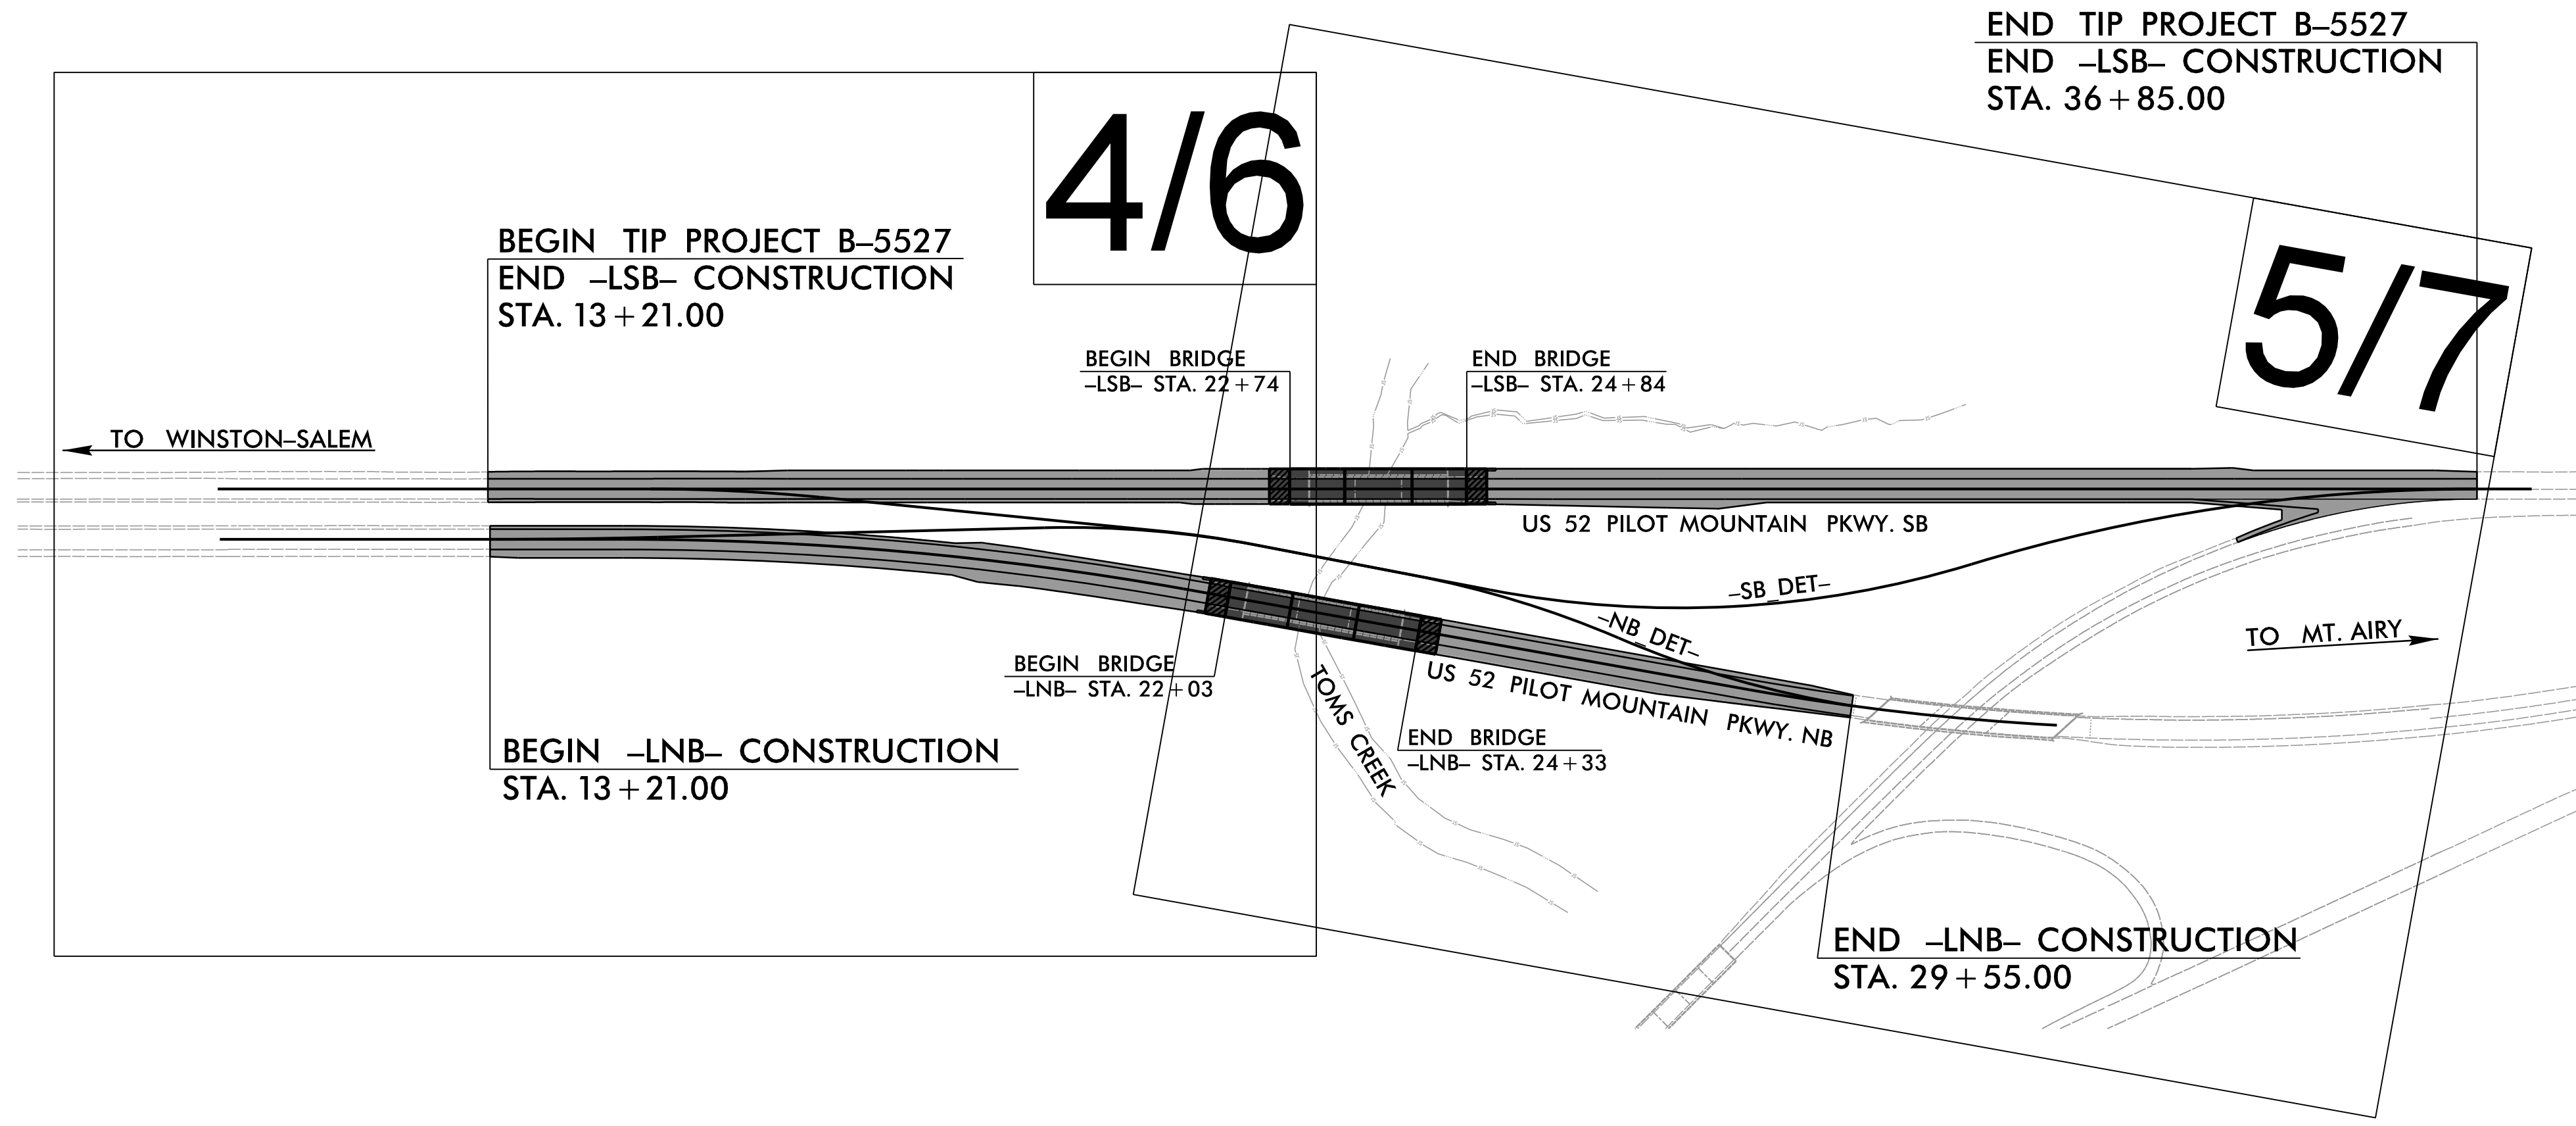 END TIP PROJECT B–5527
END –LSB– CONSTRUCTION
STA. 36+85.00
4/6
5/7
BEGIN TIP PROJECT B–5527
END –LSB– CONSTRUCTION
STA. 13+21.00
BEGIN BRIDGE
–LSB– STA. 22+74
END BRIDGE
–LSB– STA. 24+84
TO WINSTON–SALEM
US 52 PILOT MOUNTAIN PKWY. SB
–SB_DET–
–NB_DET–
TO MT. AIRY
BEGIN BRIDGE
–LNB– STA. 22+03
TOMS CREEK
US 52 PILOT MOUNTAIN PKWY. NB
END BRIDGE
–LNB– STA. 24+33
BEGIN –LNB– CONSTRUCTION
STA. 13+21.00
END –LNB– CONSTRUCTION
STA. 29+55.00